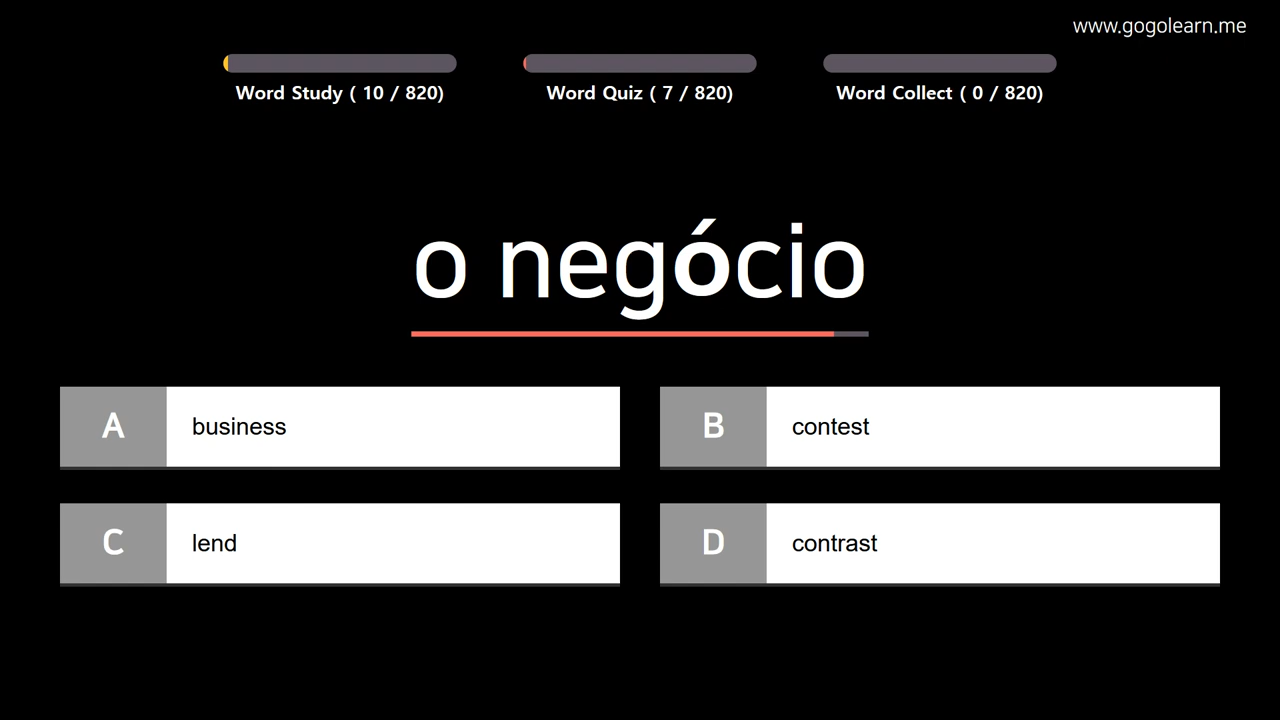 www.gogolearn.me
Word Study ( 10 / 820)
Word Quiz ( 7 / 820)
Word Collect ( 0 / 820)
o negócio
A business
B contest
C lend
D contrast